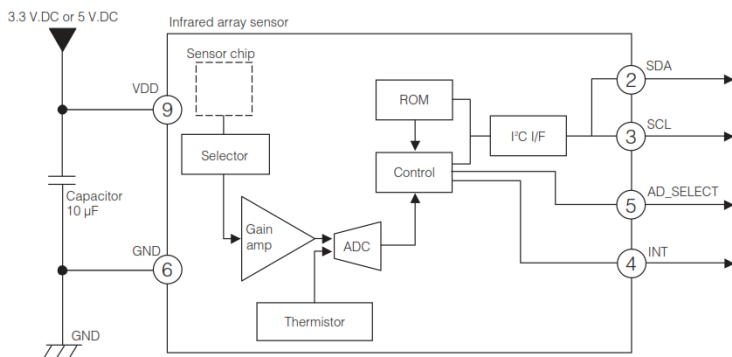 3.3 V.DC or 5 V.DC
Infrared array sensor
Sensor chip
SDA
2
VDD
9
ROM
SCL
3
I²C I/F
Selector
Control
AD_SELECT
5
Capacitor
10 µF
Gain
amp
ADC
GND
6
INT
4
Thermistor
GND